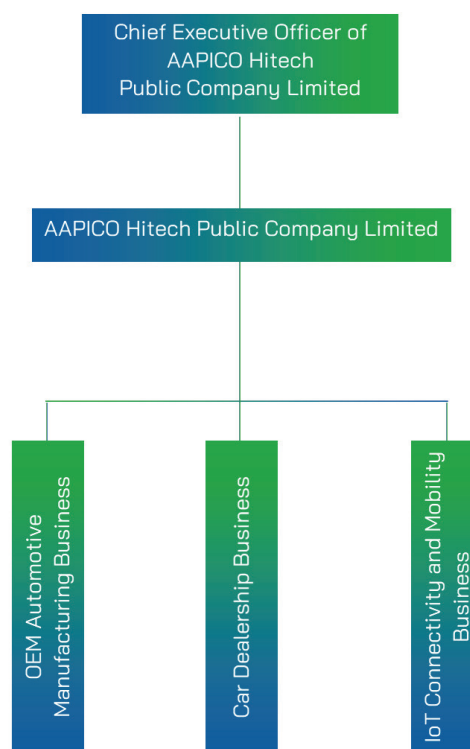 Chief Executive Officer of
AAPICO Hitech
Public Company Limited
AAPICO Hitech Public Company Limited
OEM Automotive
Manufacturing Business
Car Dealership Business
IoT Connectivity and Mobility
Business